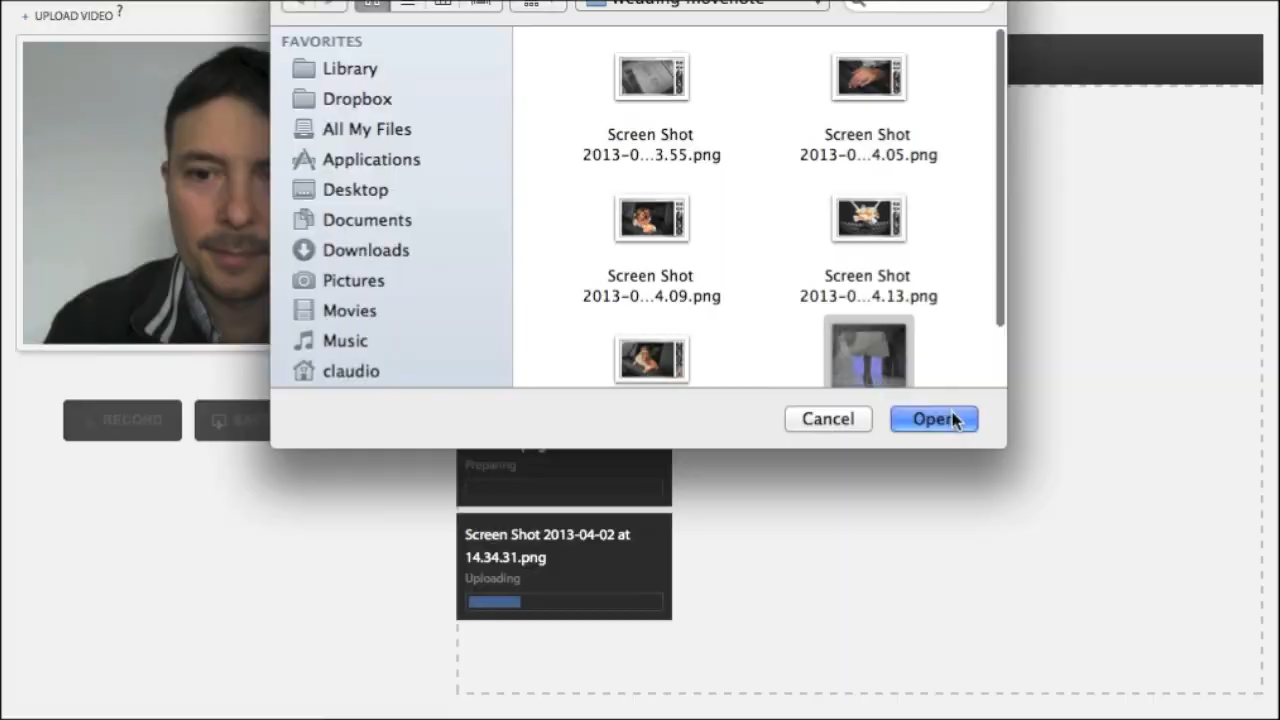 + UPLOAD VIDEO ?
wedding movenote
FAVORITES
Library
Dropbox
All My Files
Applications
Desktop
Documents
Downloads
Pictures
Movies
Music
claudio
Screen Shot
2013-0...3.55.png
Screen Shot
2013-0...4.05.png
Screen Shot
2013-0...4.09.png
Screen Shot
2013-0...4.13.png
Cancel
Open
RECORD
Preparing
Screen Shot 2013-04-02 at
14.34.31.png
Uploading